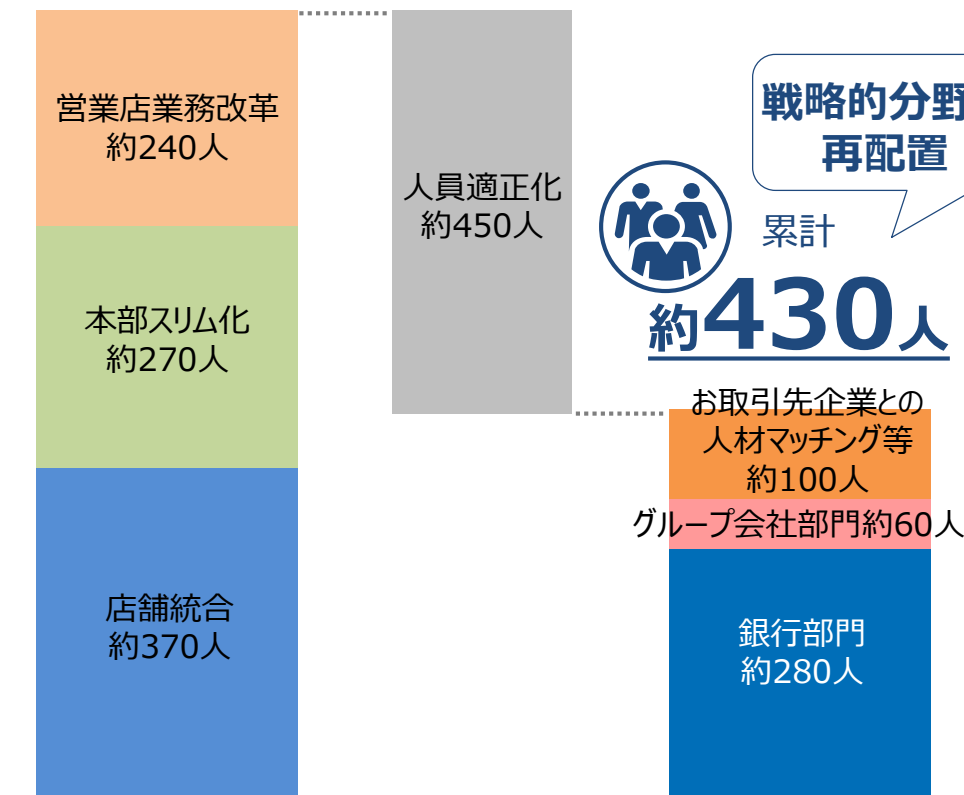 営業店業務改革
約240人
本部スリム化
約270人
店舗統合
約370人
人員適正化
約450人
戦略的分野
再配置
累計
約430人
お取引先企業との
人材マッチング等
約100人
グループ会社部門約60人
銀行部門
約280人